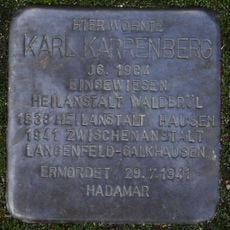 HIER WOHNTE
KARL KARRENBERG
JG. 1904
EINGEWIESEN
HEILANSTALT WALDBRÖL
1938 HEILANSTALT HAUSEN
1941 ZWISCHENANSTALT
LANGENFELD-GALKHAUSEN
ERMORDET 29.7.1941
HADAMAR